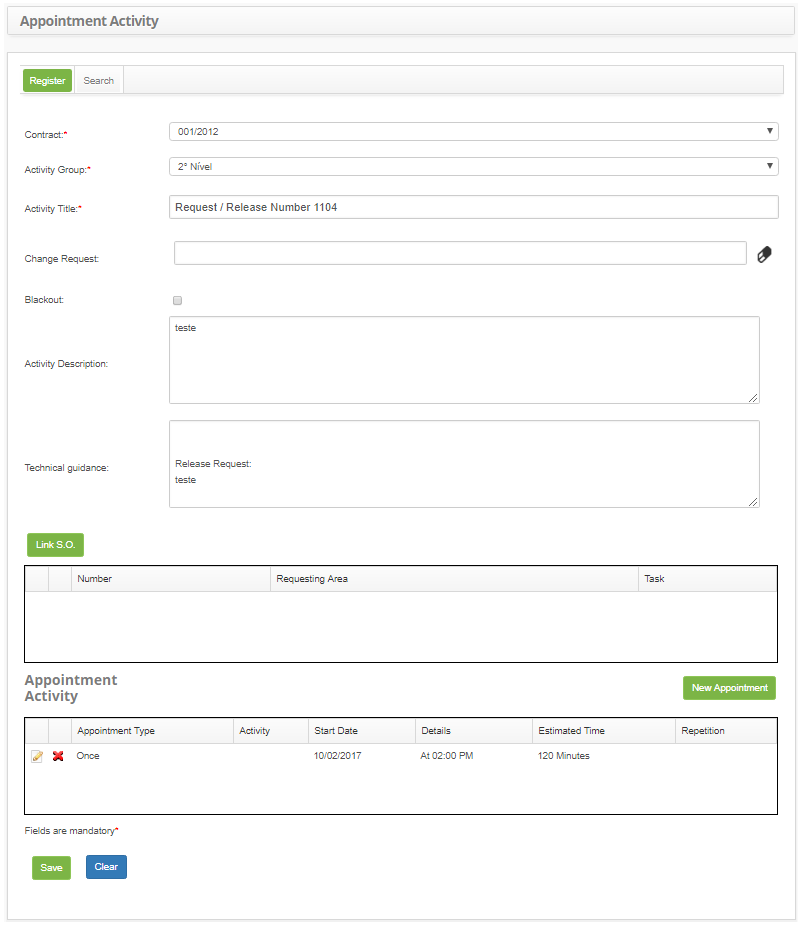 Appointment Activity
Register Search
Contract:* 001/2012
Activity Group:* 2° Nível
Activity Title:* Request / Release Number 1104
Change Request:
Blackout:
teste
Activity Description:
Release Request:
Technical guidance:
teste
Link S.O.
Number Requesting Area Task
Appointment
Activity
New Appointment
Appointment Type Activity Start Date Details Estimated Time Repetition
Once 10/02/2017 At 02:00 PM 120 Minutes
Fields are mandatory*
Save Clear